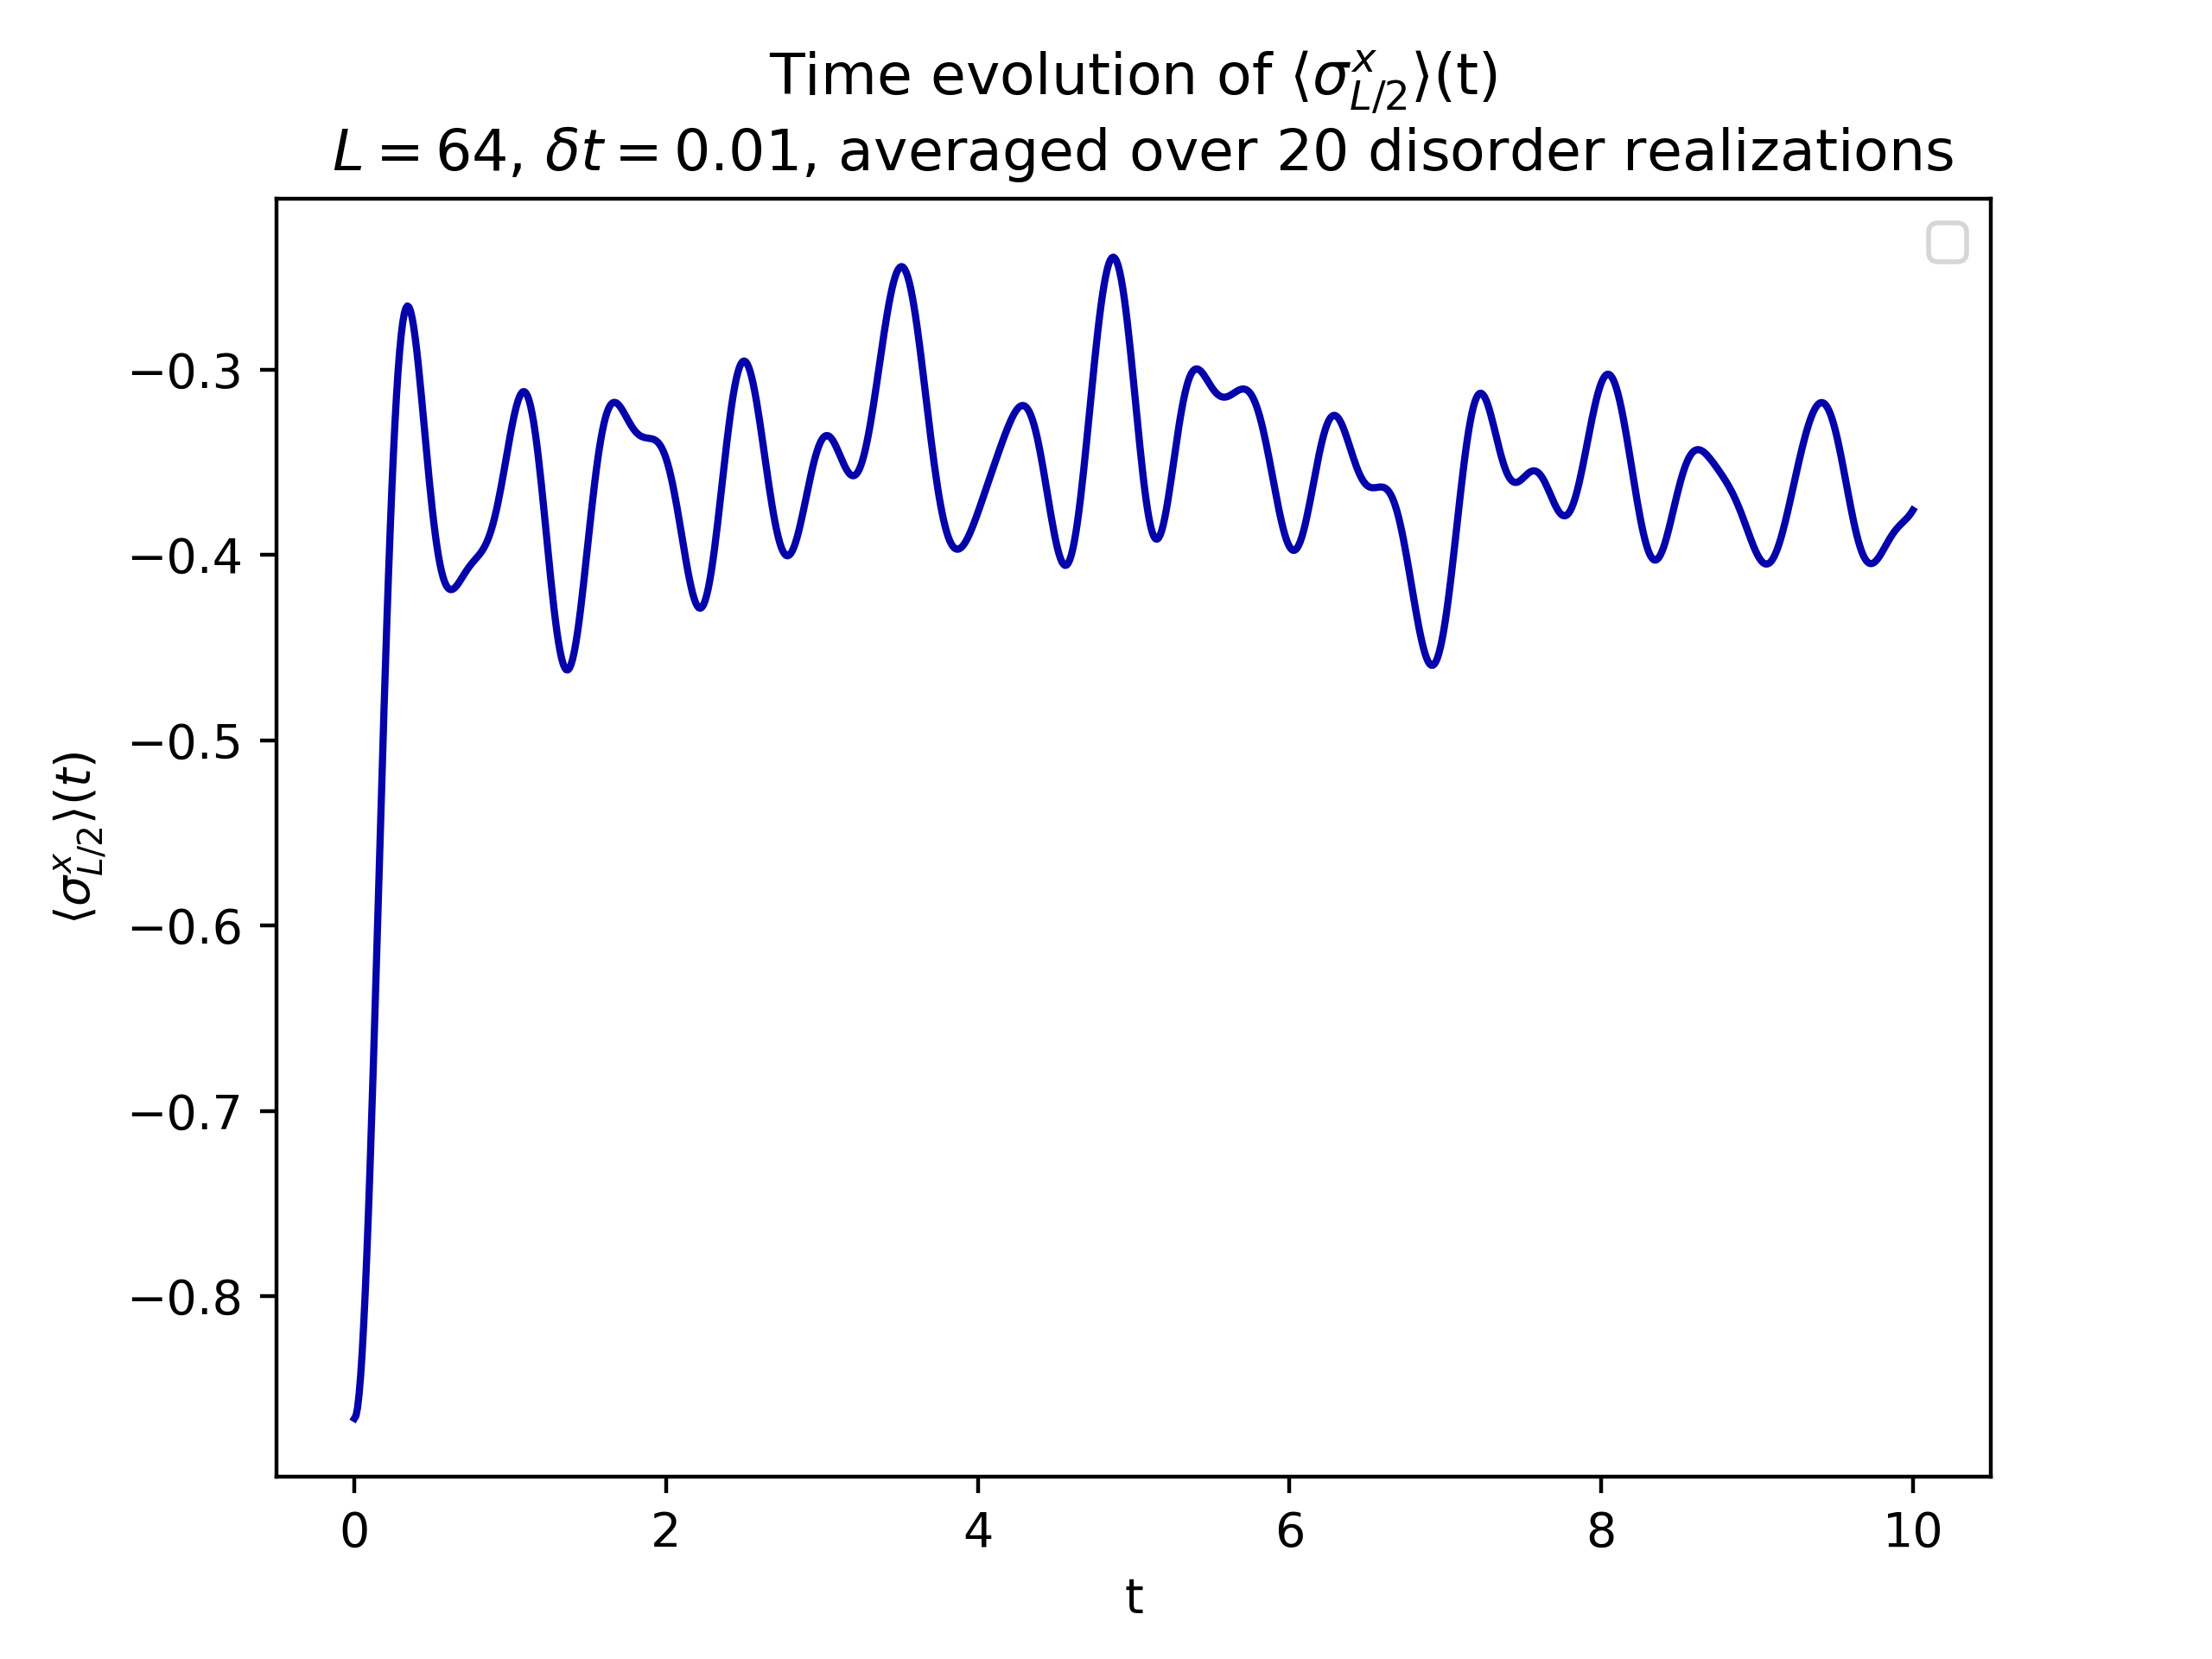 Time evolution of ⟨σ^x_{L/2}⟩(t)
L = 64, δt = 0.01, averaged over 20 disorder realizations
⟨σ^x_{L/2}⟩(t)
−0.3
−0.4
−0.5
−0.6
−0.7
−0.8
0 2 4 6 8 10
t